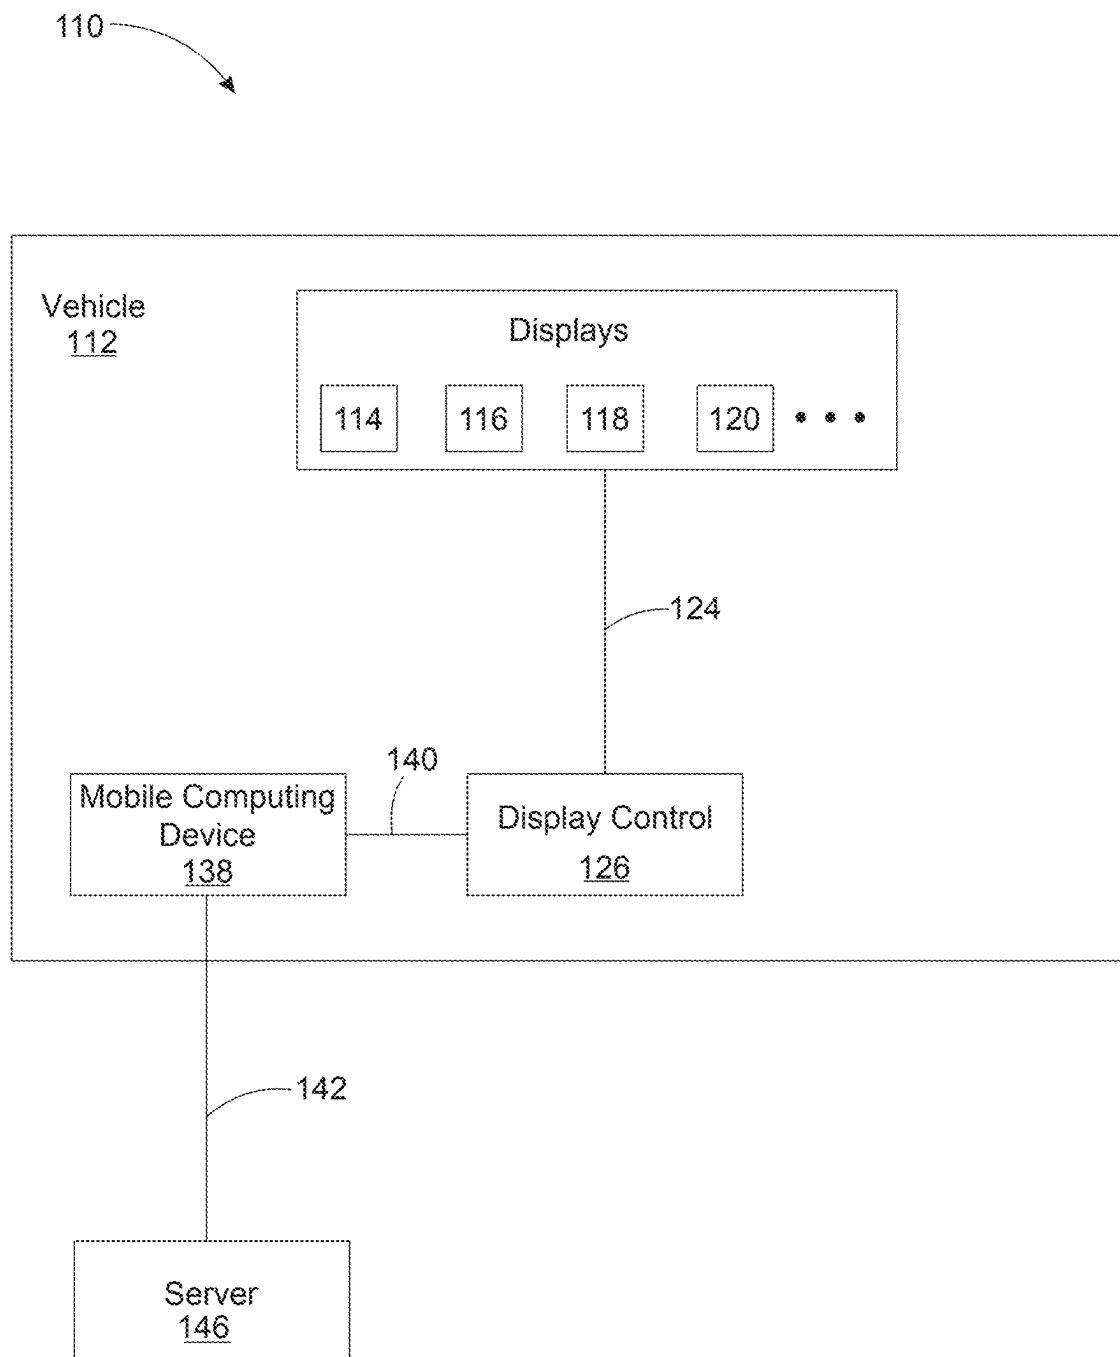 110
Vehicle
112
Displays
114 116 118 120 • • •
124
140
Mobile Computing
Device
138
Display Control
126
142
Server
146